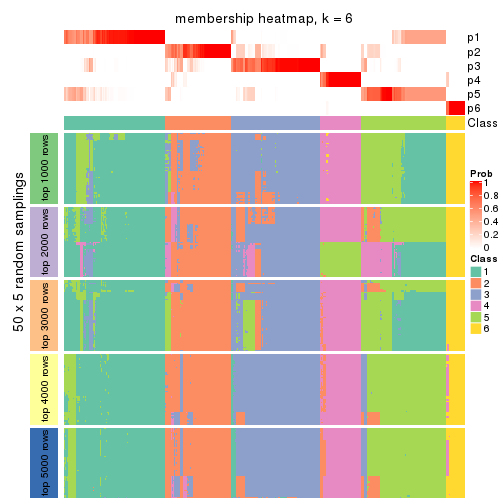 membership heatmap, k = 6
p1
p2
p3
p4
p5
p6
Class
50 x 5 random samplings
top 1000 rows
top 2000 rows
top 3000 rows
top 4000 rows
top 5000 rows
Prob
1
0.8
0.6
0.4
0.2
0
Class
1
2
3
4
5
6